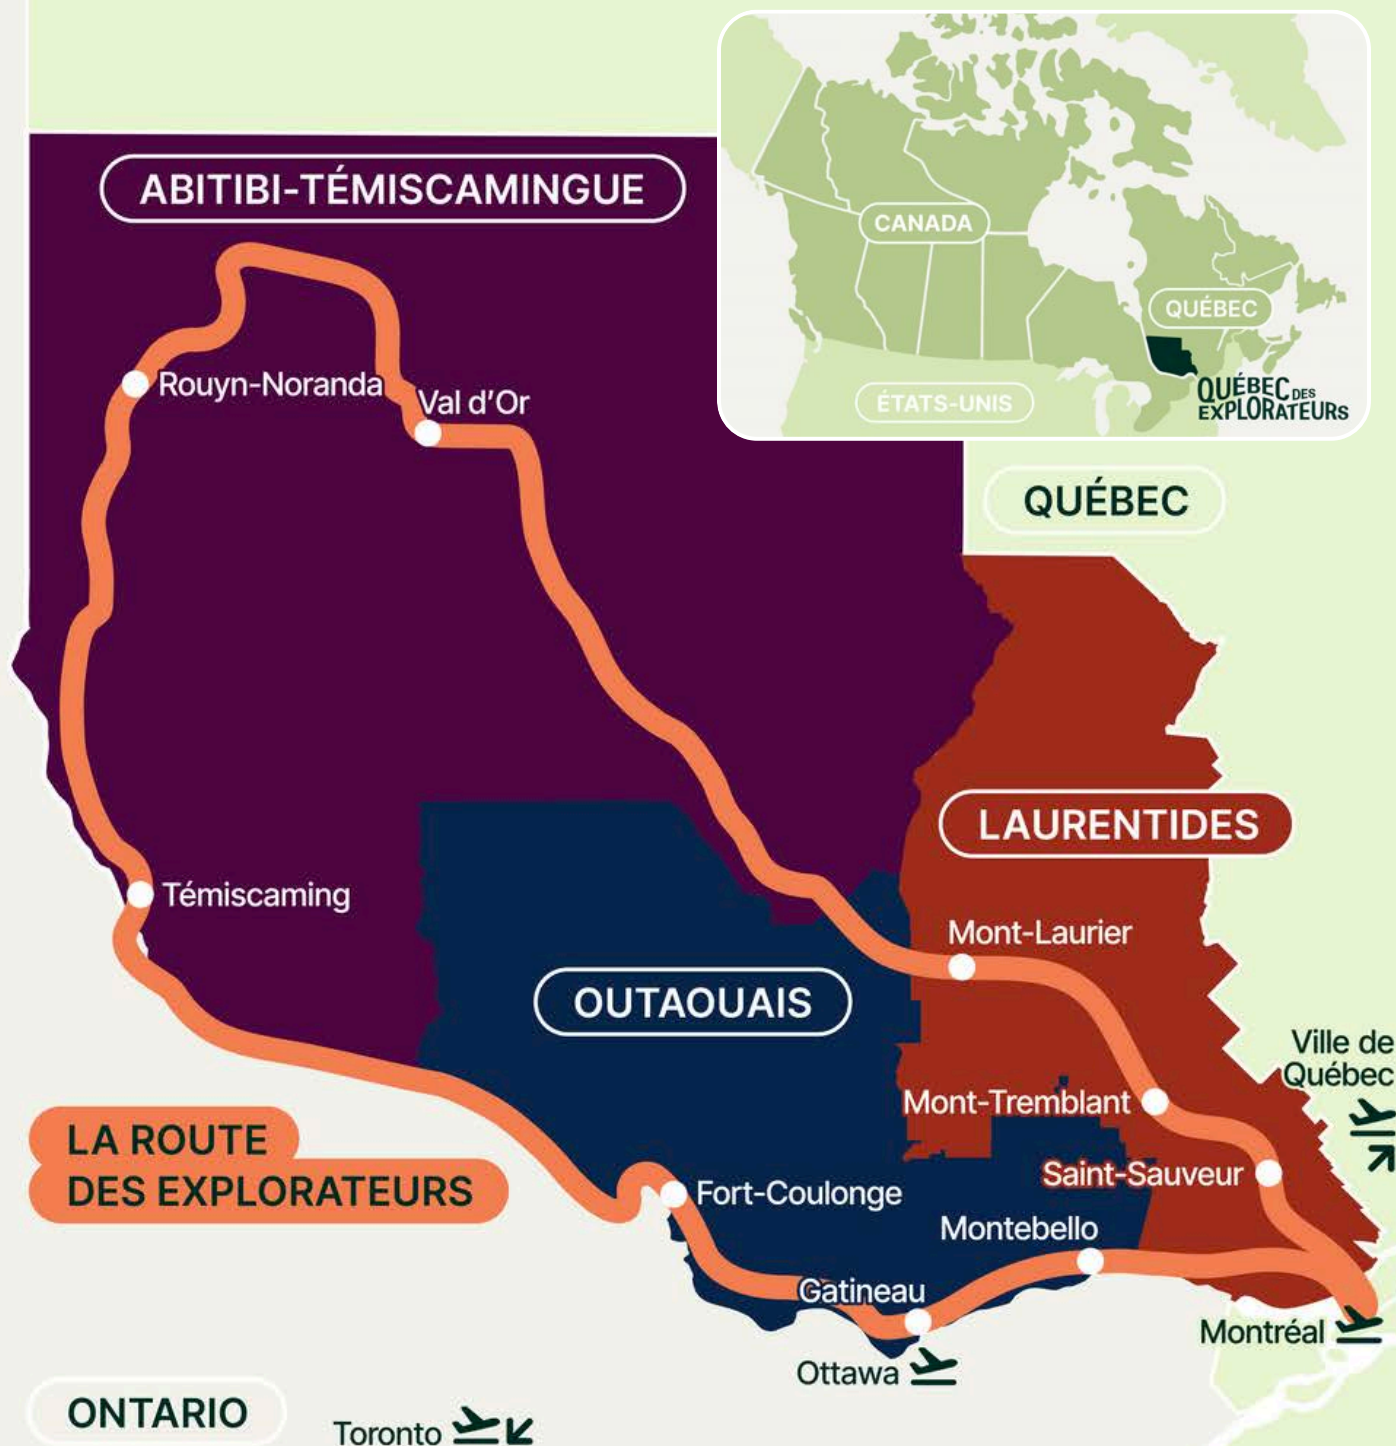 ABITIBI-TÉMISCAMINGUE
CANADA
QUÉBEC
ÉTATS-UNIS
QUÉBEC DES
EXPLORATEURS
Rouyn-Noranda
Val d’Or
QUÉBEC
LAURENTIDES
Témiscaming
Mont-Laurier
OUTAOUAIS
Ville de
Québec
Mont-Tremblant
LA ROUTE
DES EXPLORATEURS
Saint-Sauveur
Fort-Coulonge
Montebello
Gatineau
Montréal
Ottawa
ONTARIO
Toronto